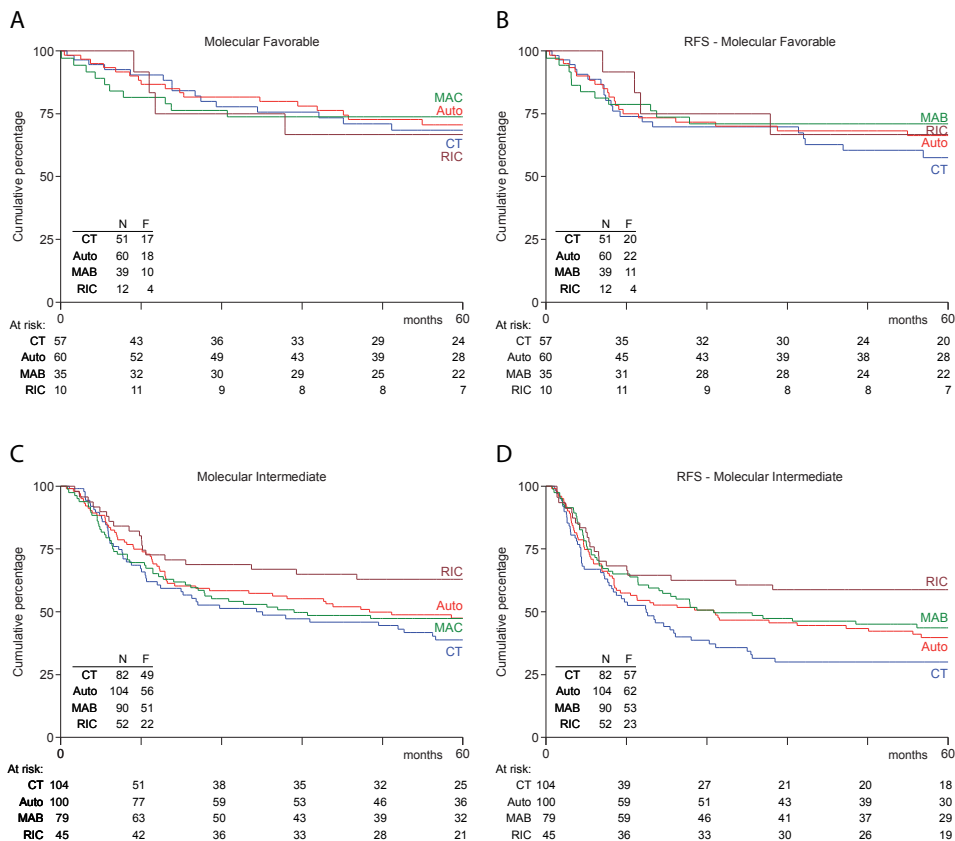 A
Molecular Favorable
100
75
50
25
0
Cumulative percentage
MAC
Auto
CT
RIC
N F
CT 51 17
Auto 60 18
MAB 39 10
RIC 12 4
0 months 60
At risk:
CT 57 43 36 33 29 24
Auto 60 52 49 43 39 28
MAB 35 32 30 29 25 22
RIC 10 11 9 8 8 7
B
RFS - Molecular Favorable
100
75
50
25
0
Cumulative percentage
MAB
RIC
Auto
CT
N F
CT 51 20
Auto 60 22
MAB 39 11
RIC 12 4
0 months 60
At risk:
CT 57 35 32 30 24 20
Auto 60 45 43 39 38 28
MAB 35 31 28 28 24 22
RIC 10 11 9 8 8 7
C
Molecular Intermediate
100
75
50
25
0
Cumulative percentage
RIC
Auto
MAC
CT
N F
CT 82 49
Auto 104 56
MAB 90 51
RIC 52 22
0 months 60
At risk:
CT 104 51 38 35 32 25
Auto 100 77 59 53 46 36
MAB 79 63 50 43 39 32
RIC 45 42 36 33 28 21
D
RFS - Molecular Intermediate
100
75
50
25
0
Cumulative percentage
RIC
MAB
Auto
CT
N F
CT 82 57
Auto 104 62
MAB 90 53
RIC 52 23
0 months 60
At risk:
CT 104 39 27 21 20 18
Auto 100 59 51 43 39 30
MAB 79 59 46 41 37 29
RIC 45 36 33 30 26 19